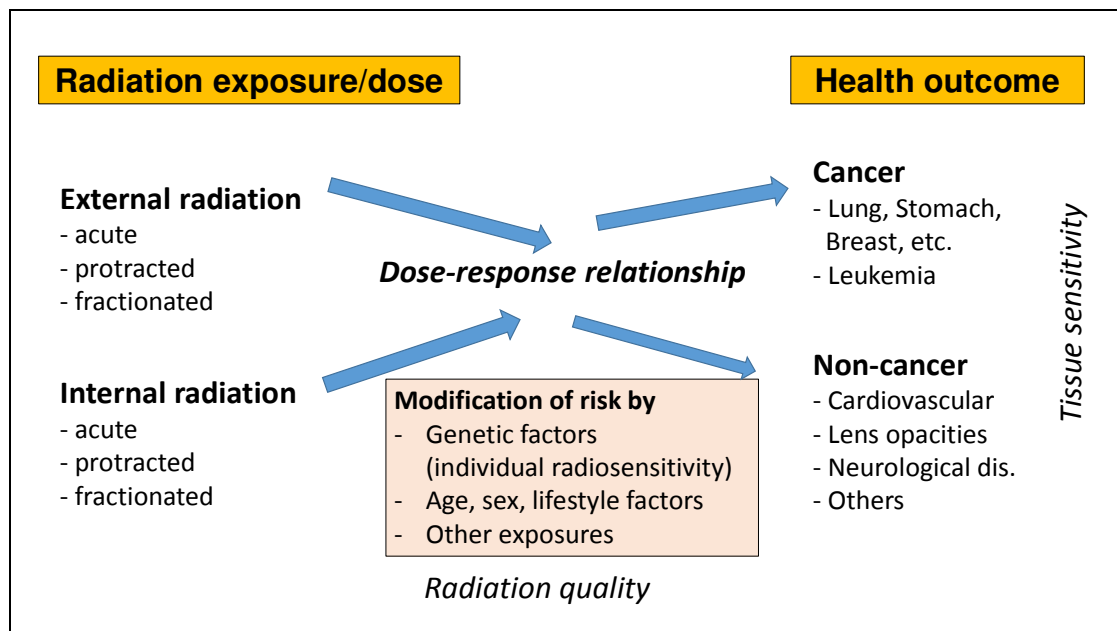 Radiation exposure/dose
Health outcome
External radiation
- acute
- protracted
- fractionated
Internal radiation
- acute
- protracted
- fractionated
Dose-response relationship
Modification of risk by
- Genetic factors
(individual radiosensitivity)
- Age, sex, lifestyle factors
- Other exposures
Radiation quality
Cancer
- Lung, Stomach,
Breast, etc.
- Leukemia
Non-cancer
- Cardiovascular
- Lens opacities
- Neurological dis.
- Others
Tissue sensitivity